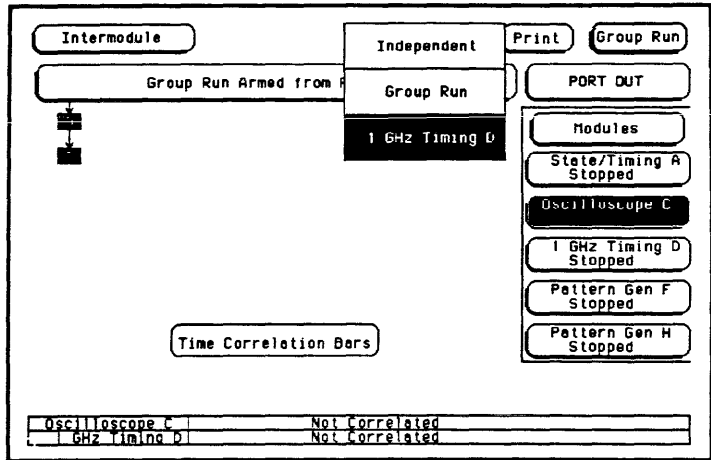 Intermodule
Independent
Print
Group Run
Group Run Armed from
Group Run
PORT OUT
1 GHz Timing D
Modules
State/Timing A
Stopped
Oscilloscope C
1 GHz Timing D
Stopped
Pattern Gen F
Stopped
Pattern Gen H
Stopped
Time Correlation Bars
Oscilloscope C Not Correlated
GHz Timing D Not Correlated